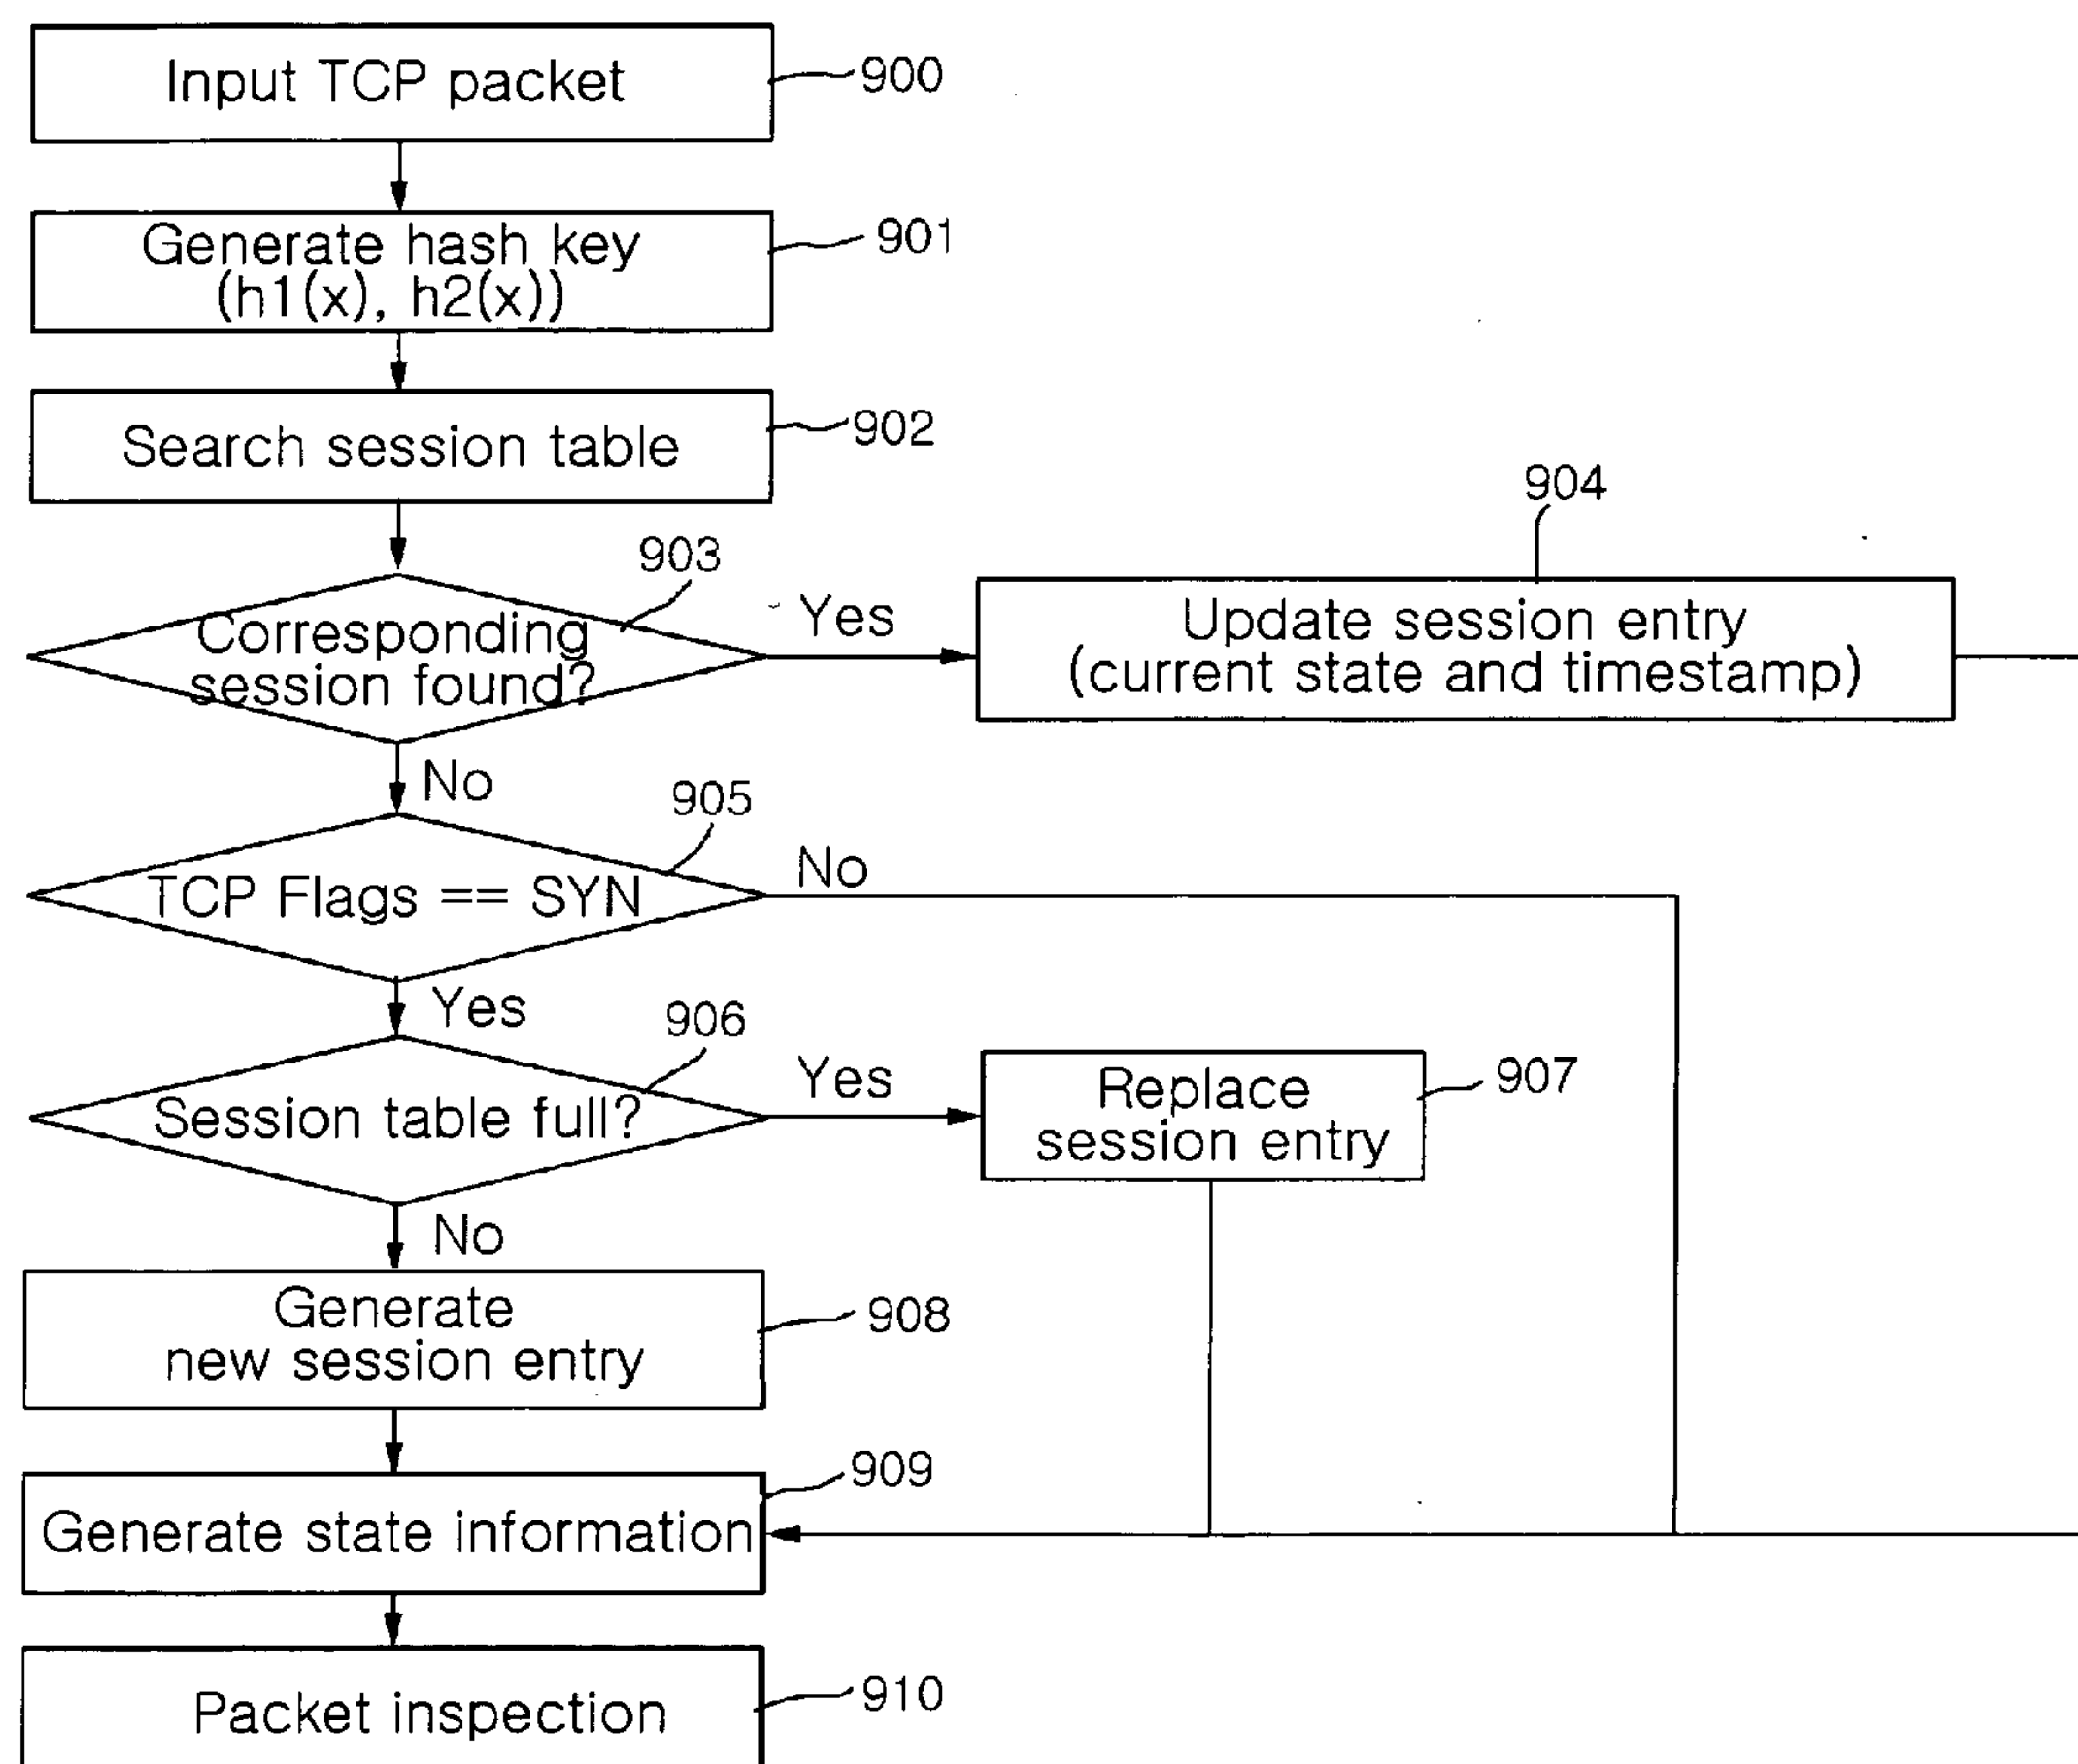 Input TCP packet
900
Generate hash key
(h1(x), h2(x))
901
Search session table
902
903
Corresponding
session found?
Yes
904
Update session entry
(current state and timestamp)
No
905
TCP Flags == SYN
No
Yes
906
Session table full?
Yes
Replace
session entry
907
No
Generate
new session entry
908
909
Generate state information
Packet inspection
910